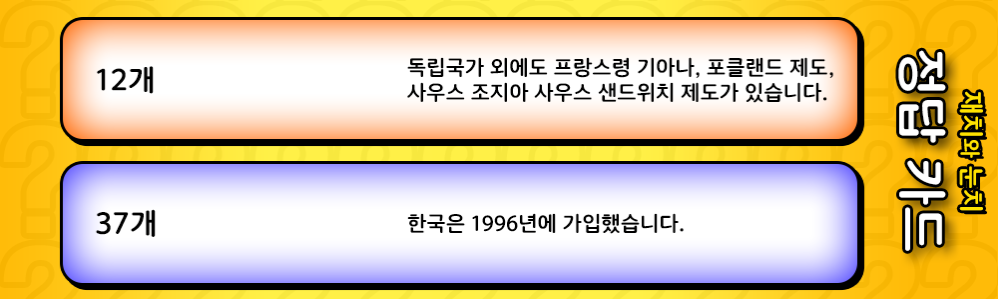 12개
독립국가 외에도 프랑스령 기아나, 포클랜드 제도,
사우스 조지아 사우스 샌드위치 제도가 있습니다.
37개
한국은 1996년에 가입했습니다.
재치와 눈치
정답 카드